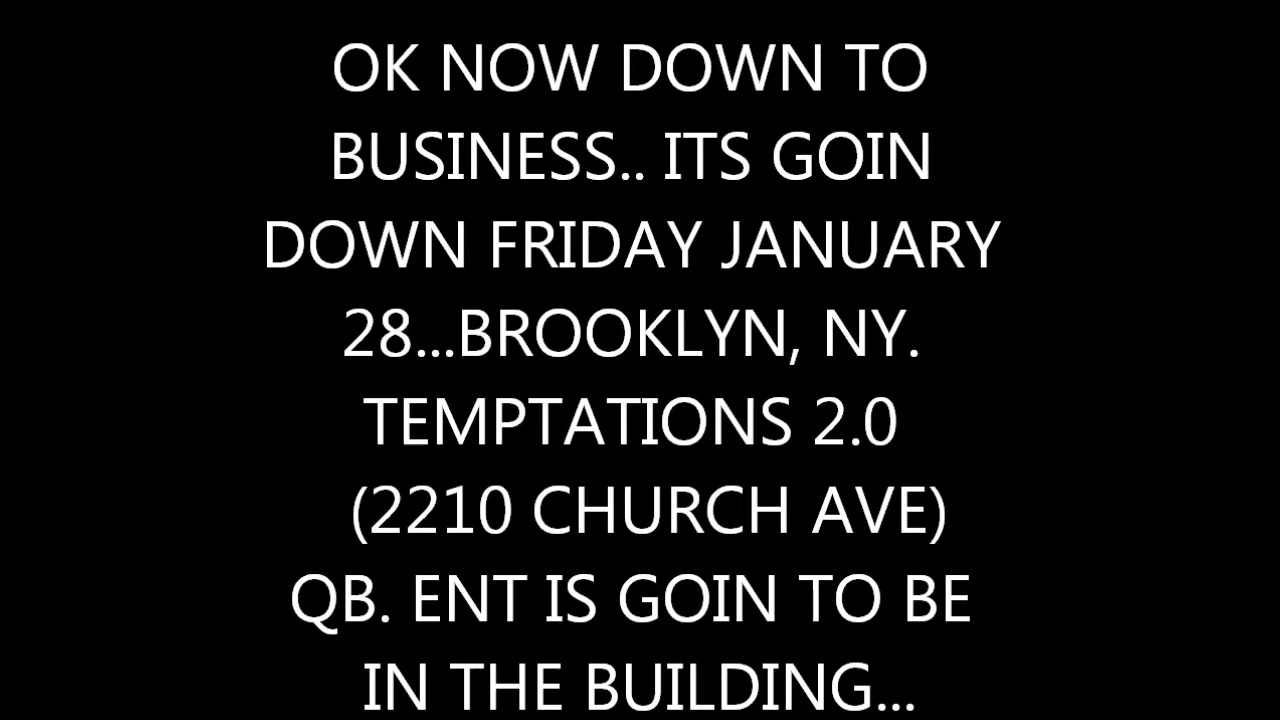 OK NOW DOWN TO
BUSINESS.. ITS GOIN
DOWN FRIDAY JANUARY
28...BROOKLYN, NY.
TEMPTATIONS 2.0
(2210 CHURCH AVE)
QB. ENT IS GOIN TO BE
IN THE BUILDING...